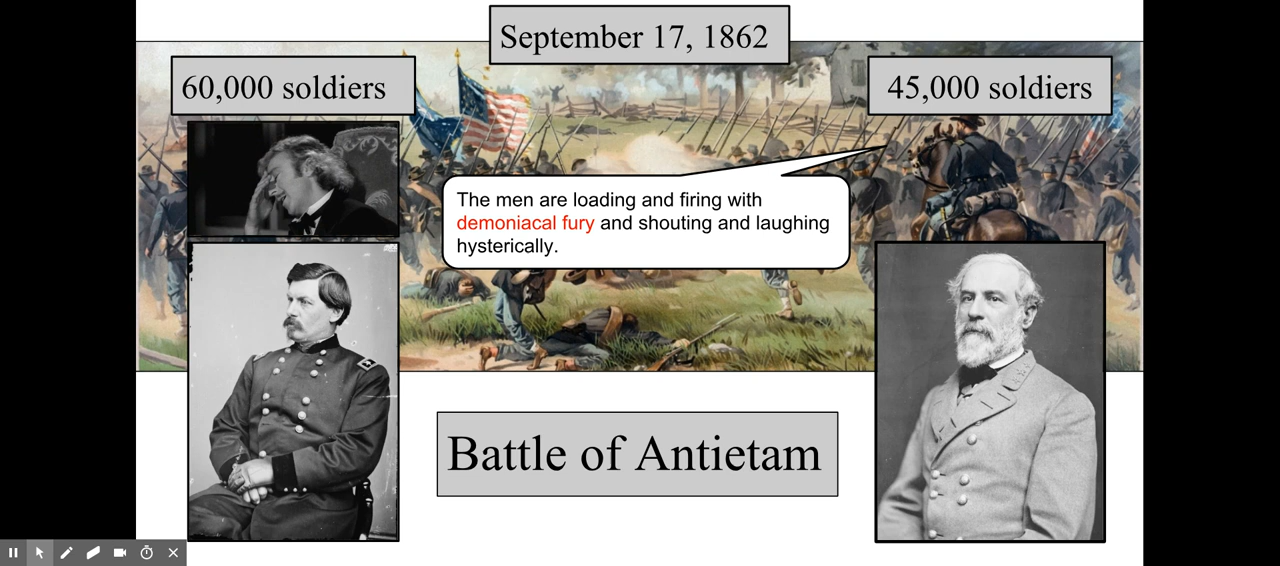 September 17, 1862
60,000 soldiers
45,000 soldiers
The men are loading and firing with
demoniacal fury and shouting and laughing
hysterically.
Battle of Antietam